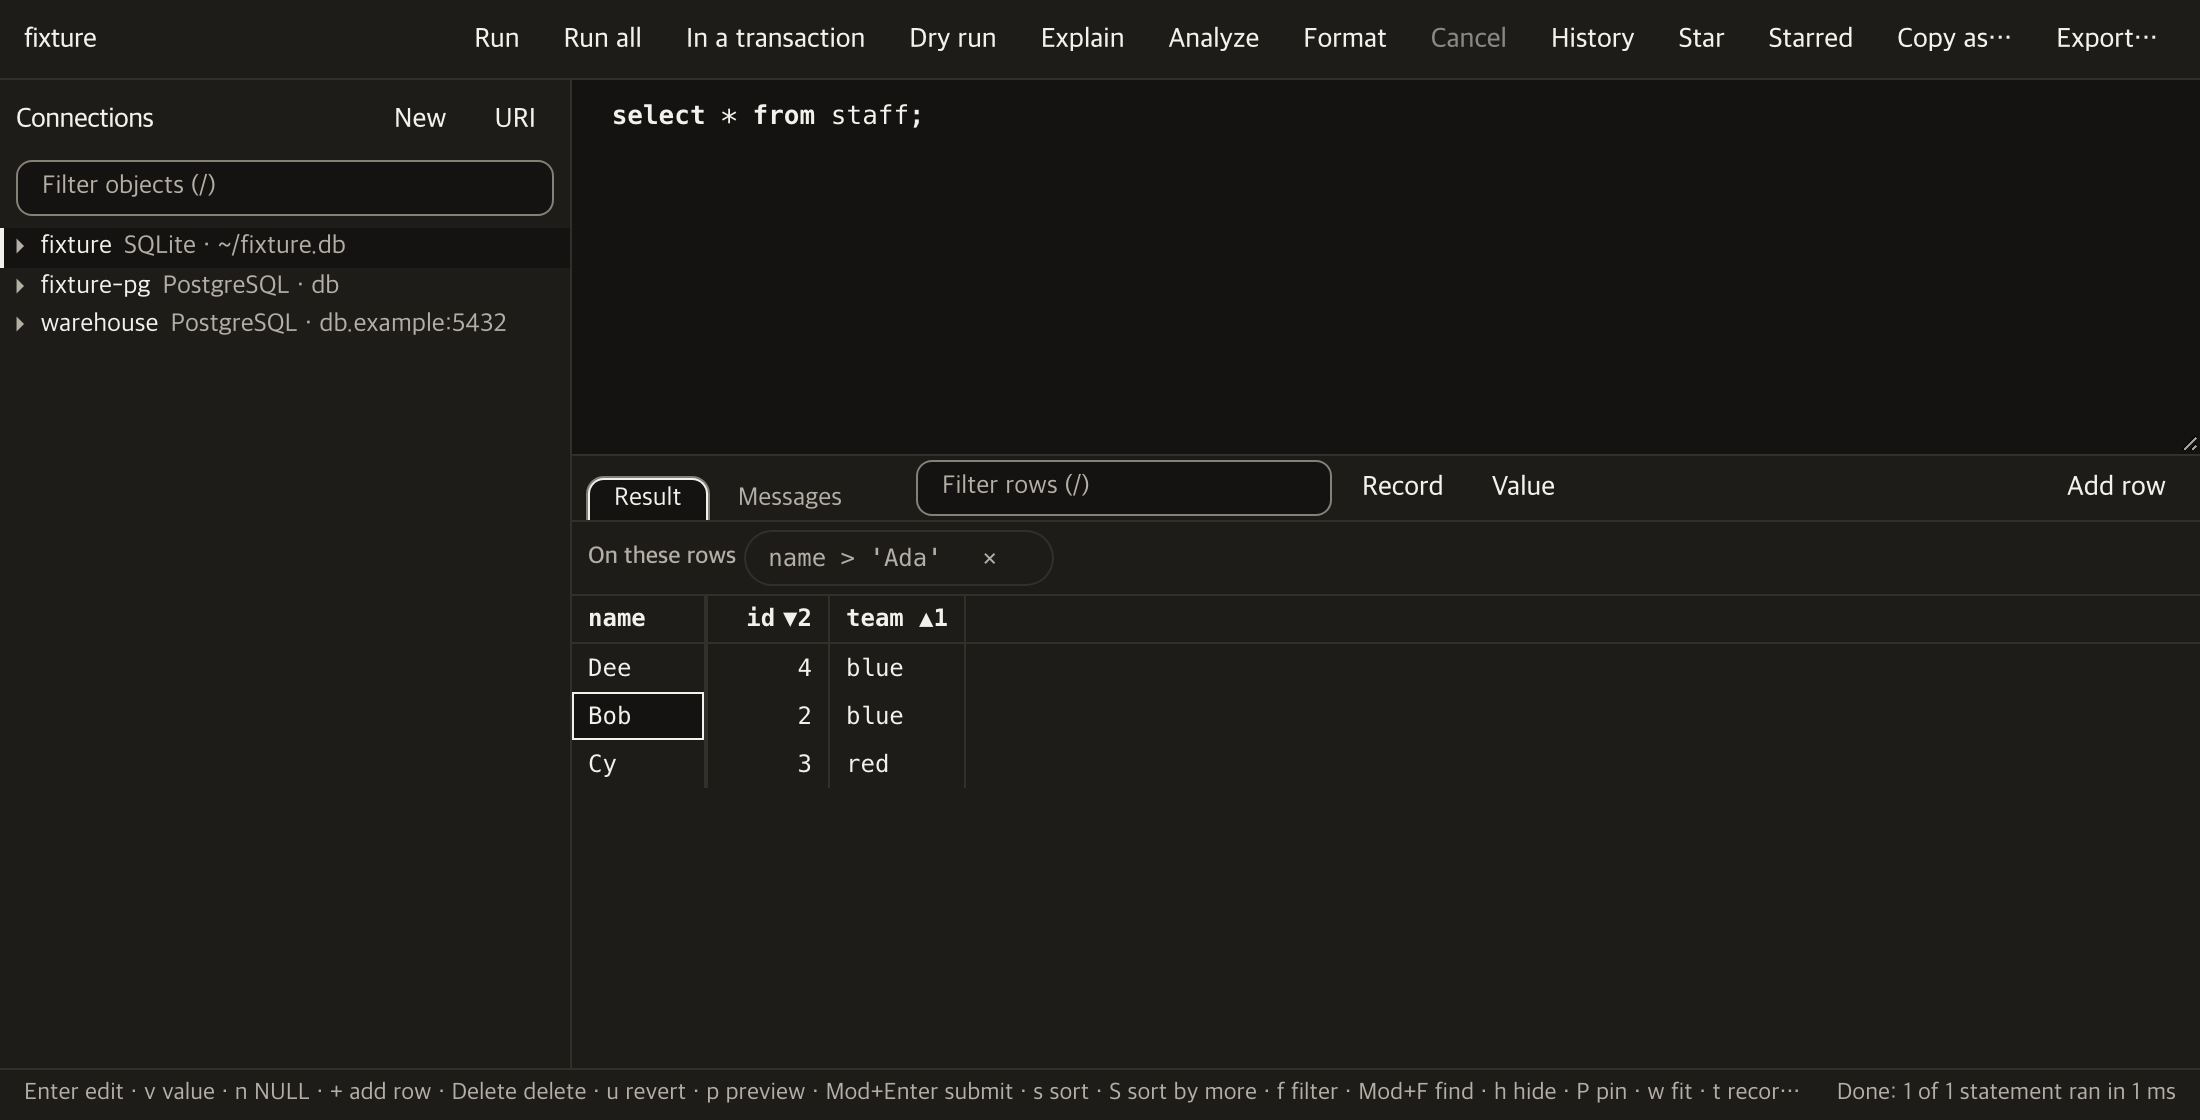 fixture Run Run all In a transaction Dry run Explain Analyze Format Cancel History Star Starred Copy as… Export…
Connections New URI
Filter objects (/)
fixture SQLite · ~/fixture.db
fixture-pg PostgreSQL · db
warehouse PostgreSQL · db.example:5432
select * from staff;
Result Messages Filter rows (/) Record Value Add row
On these rows name > 'Ada' ×
name id ▼2 team ▲1
Dee 4 blue
Bob 2 blue
Cy 3 red
Enter edit · v value · n NULL · + add row · Delete delete · u revert · p preview · Mod+Enter submit · s sort · S sort by more · f filter · Mod+F find · h hide · P pin · w fit · t recor… Done: 1 of 1 statement ran in 1 ms